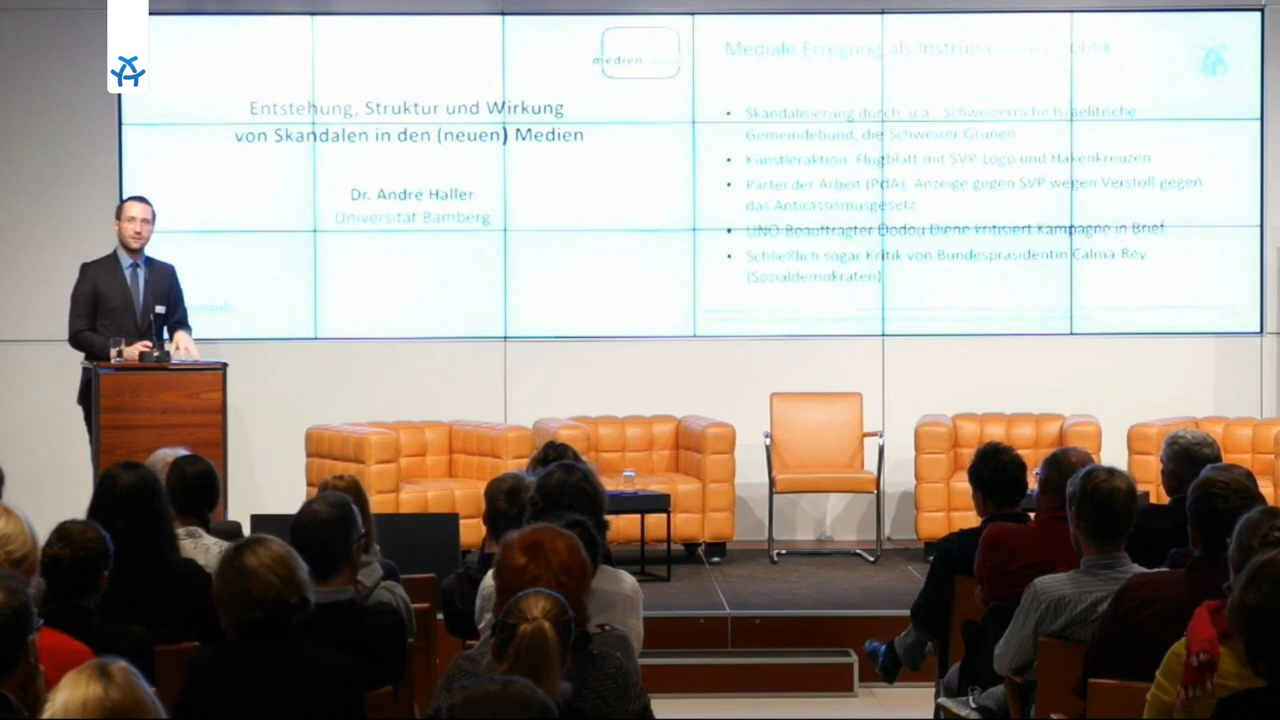 Entstehung, Struktur und Wirkung
von Skandalen in den (neuen) Medien
Dr. Andre Haller
Universität Bamberg
medien
Mediale Erregung als Politik
Skandalisierung durch, u.a.: Schweizerische Israelitische
Gemeindebund, die Schweizer Grünen
Künstleraktion: Flugblatt mit SVP-Logo und Hakenkreuzen
Partei der Arbeit (PdA): Anzeige gegen SVP wegen Verstoß gegen
das Antirassismusgesetz
UNO-Beauftragter Dodou Diene kritisiert Kampagne in Brief
Schließlich sogar Kritik von Bundespräsidentin Calma-Rey
(Sozialdemokraten)